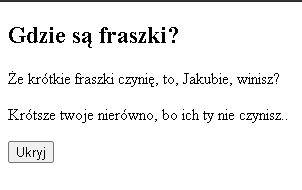 Gdzie są fraszki?
Że krótkie fraszki czynię, to, Jakubie, winisz?
Krótsze twoje nierówno, bo ich ty nie czynisz..
Ukryj